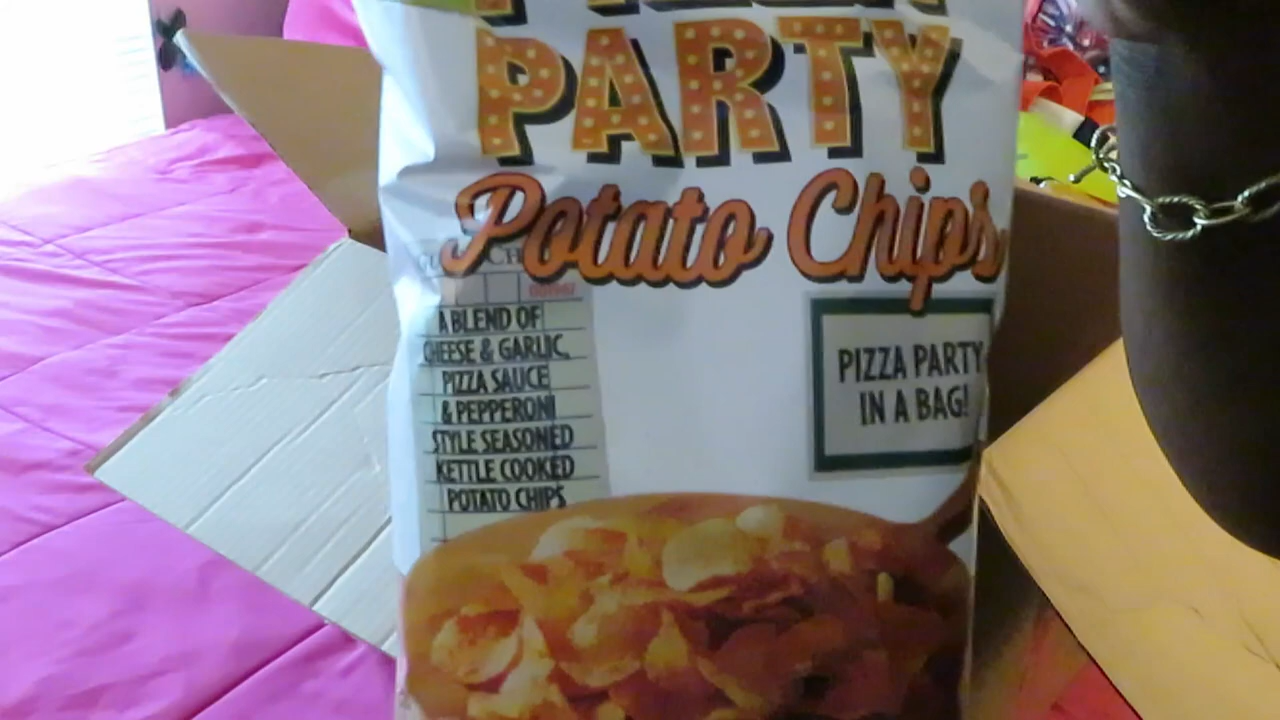 PIZZA
PARTY
Potato Chips
A BLEND OF
CHEESE & GARLIC,
PIZZA SAUCE
& PEPPERONI
STYLE SEASONED
KETTLE COOKED
POTATO CHIPS
PIZZA PARTY
IN A BAG!